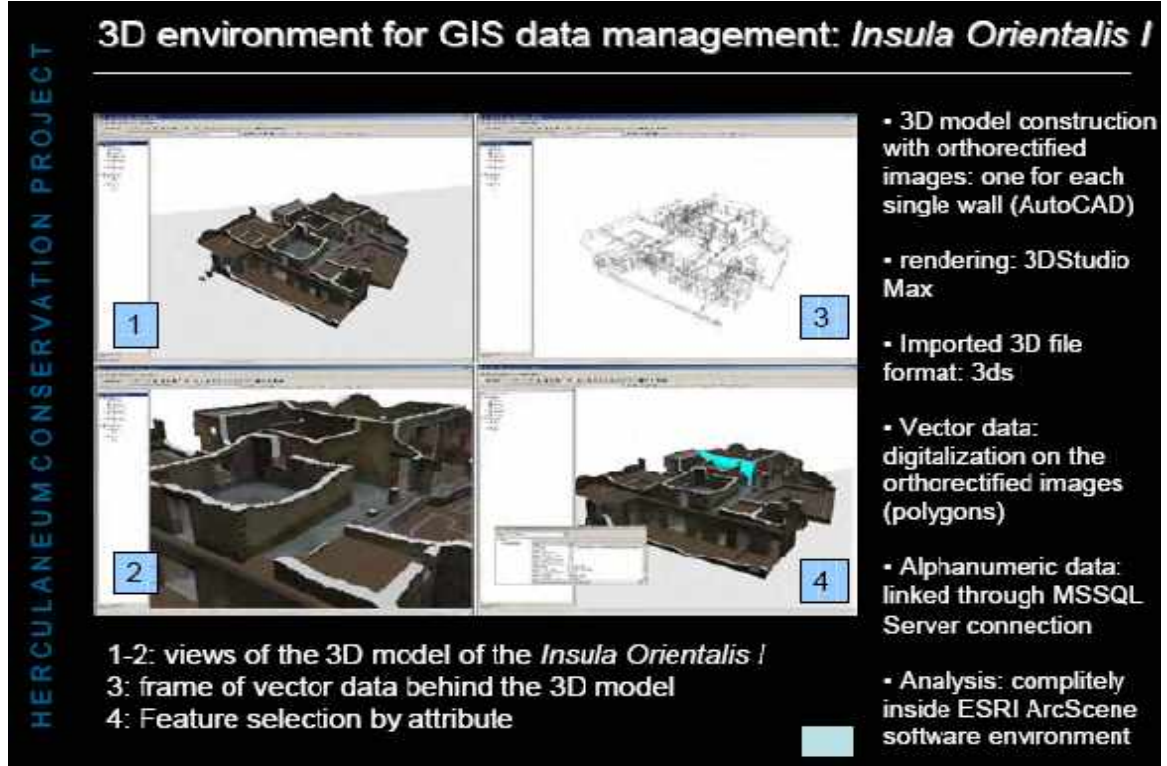 HERCULANEUM CONSERVATION PROJECT
3D environment for GIS data management: Insula Orientalis I
1
3
2
4
1-2: views of the 3D model of the Insula Orientalis I
3: frame of vector data behind the 3D model
4: Feature selection by attribute
▪ 3D model construction
with orthorectified
images: one for each
single wall (AutoCAD)
▪ rendering: 3DStudio
Max
▪ Imported 3D file
format: 3ds
▪ Vector data:
digitalization on the
orthorectified images
(polygons)
▪ Alphanumeric data:
linked through MSSQL
Server connection
▪ Analysis: complitely
inside ESRI ArcScene
software environment